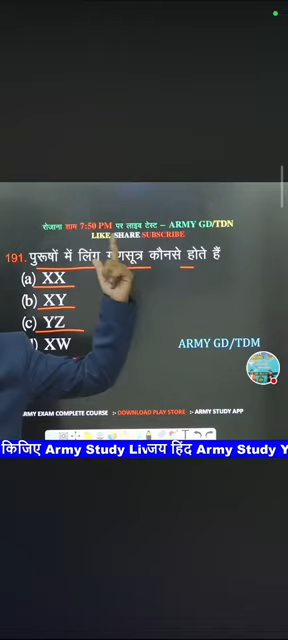 रोजाना शाम 7:50 PM पर लाइव टेस्ट – ARMY GD/TDN
LIKE SHARE SUBSCRIBE
191. पुरूषों में लिंग गुणसूत्र कौनसे होते हैं
(a) XX
(b) XY
(c) YZ
XW
ARMY GD/TDM
ARMY EXAM COMPLETE COURSE :- DOWNLOAD PLAY STORE :- ARMY STUDY APP
किजिए Army Study Liv जय हिंद Army Study Y